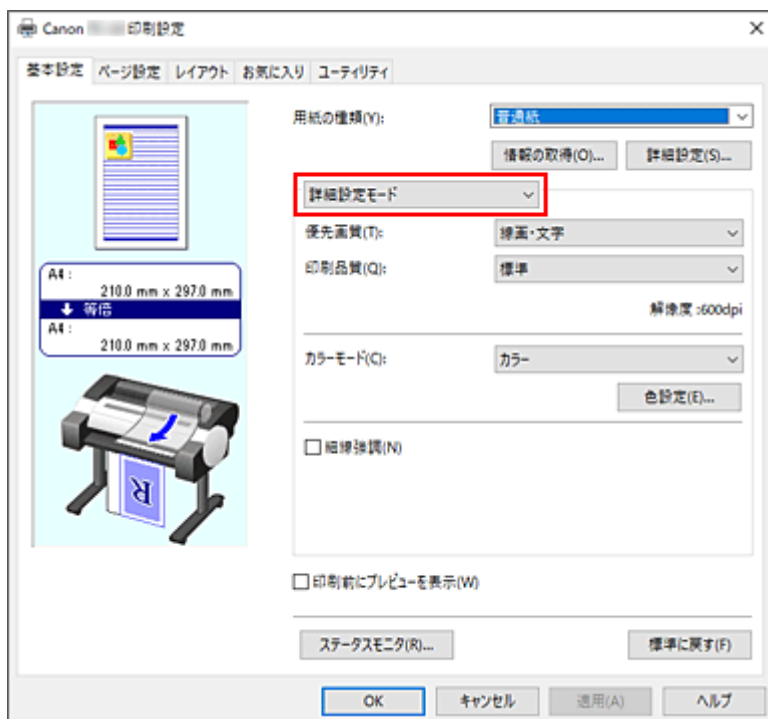 Canon 印刷設定
基本設定 ページ設定 レイアウト お気に入り ユーティリティ
用紙の種類(Y): 普通紙
情報の取得(O)... 詳細設定(S)...
詳細設定モード
優先画質(T): 線画・文字
印刷品質(Q): 標準
解像度 :600dpi
カラーモード(C): カラー
色設定(E)...
細線強調(N)
A4 :
210.0 mm x 297.0 mm
等倍
A4 :
210.0 mm x 297.0 mm
R
印刷前にプレビューを表示(W)
ステータスモニタ(R)... 標準に戻す(F)
OK キャンセル 適用(A) ヘルプ